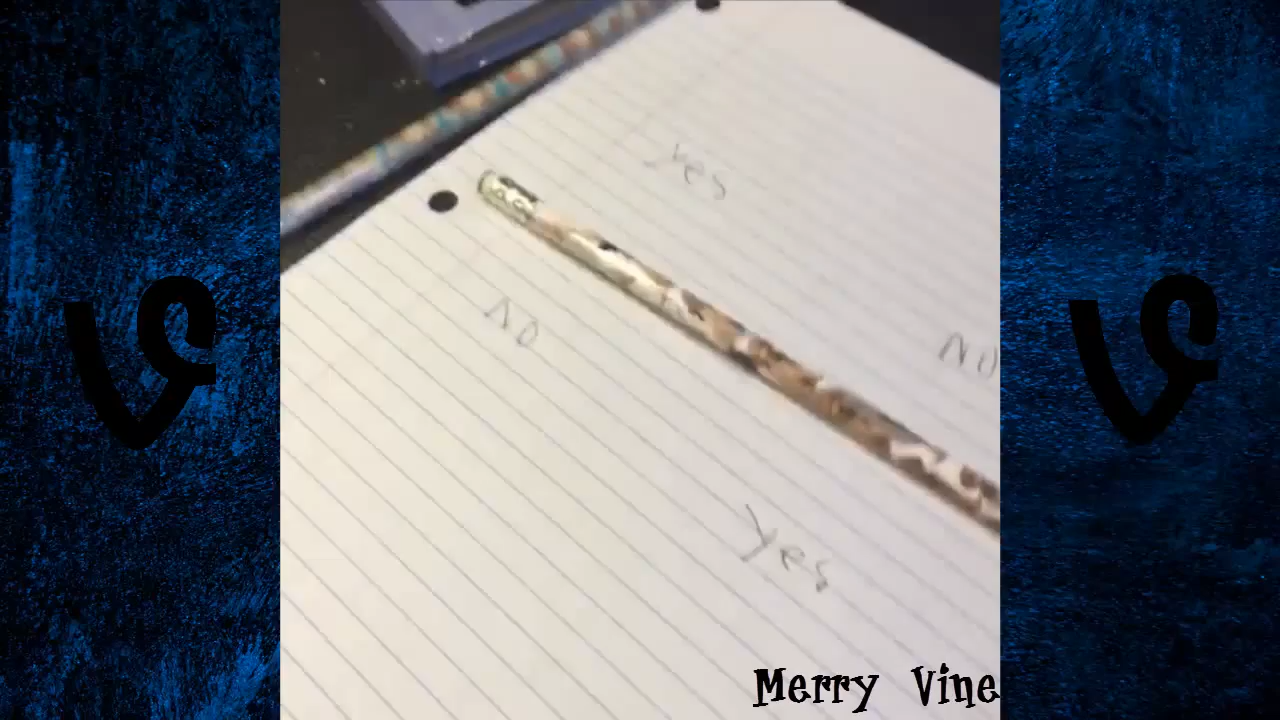 yes
No
No
yes
Merry Vine